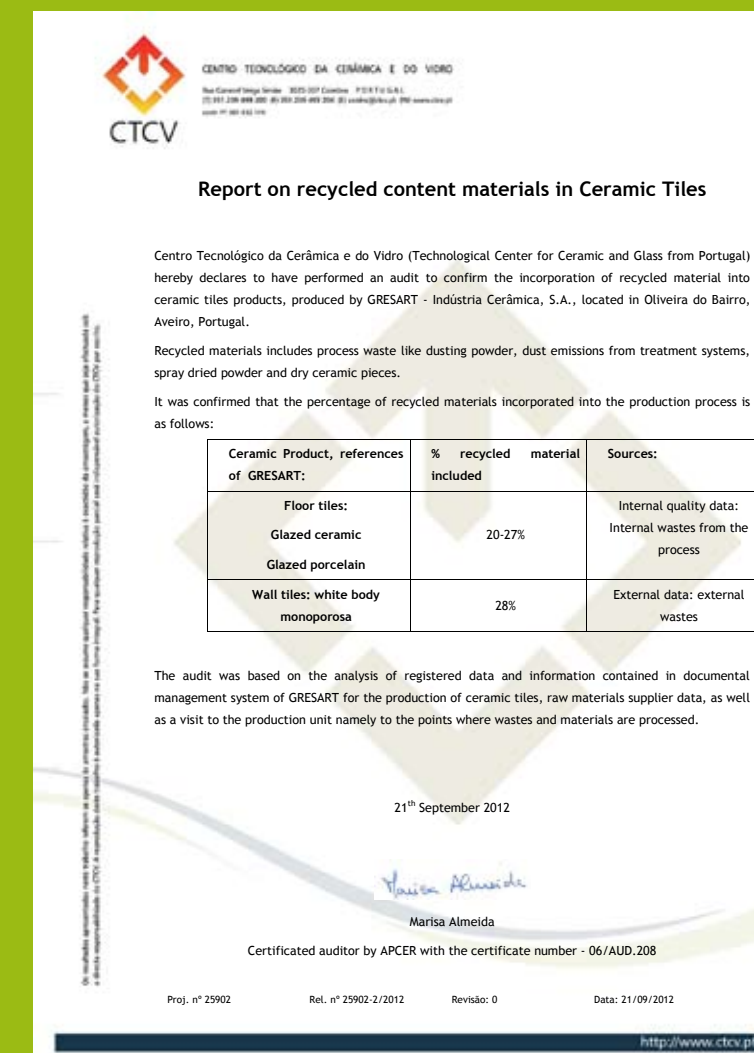 CENTRO TECNOLÓGICO DA CERÂMICA E DO VIDRO
CTCV
Report on recycled content materials in Ceramic Tiles
Centro Tecnológico da Cerâmica e do Vidro (Technological Center for Ceramic and Glass from Portugal)
hereby declares to have performed an audit to confirm the incorporation of recycled material into
ceramic tiles products, produced by GRESART - Indústria Cerâmica, S.A., located in Oliveira do Bairro,
Aveiro, Portugal.
Recycled materials includes process waste like dusting powder, dust emissions from treatment systems,
spray dried powder and dry ceramic pieces.
It was confirmed that the percentage of recycled materials incorporated into the production process is
as follows:
Ceramic Product, references of GRESART:
% recycled material included
Sources:
Floor tiles:
Glazed ceramic
Glazed porcelain
20-27%
Internal quality data:
Internal wastes from the
process
Wall tiles: white body
monoporosa
28%
External data: external
wastes
The audit was based on the analysis of registered data and information contained in documental
management system of GRESART for the production of ceramic tiles, raw materials supplier data, as well
as a visit to the production unit namely to the points where wastes and materials are processed.
21th September 2012
Marisa Almeida
Marisa Almeida
Certificated auditor by APCER with the certificate number - 06/AUD.208
Proj. nº 25902 Rel. nº 25902-2/2012 Revisão: 0 Data: 21/09/2012
http://www.ctcv.pt